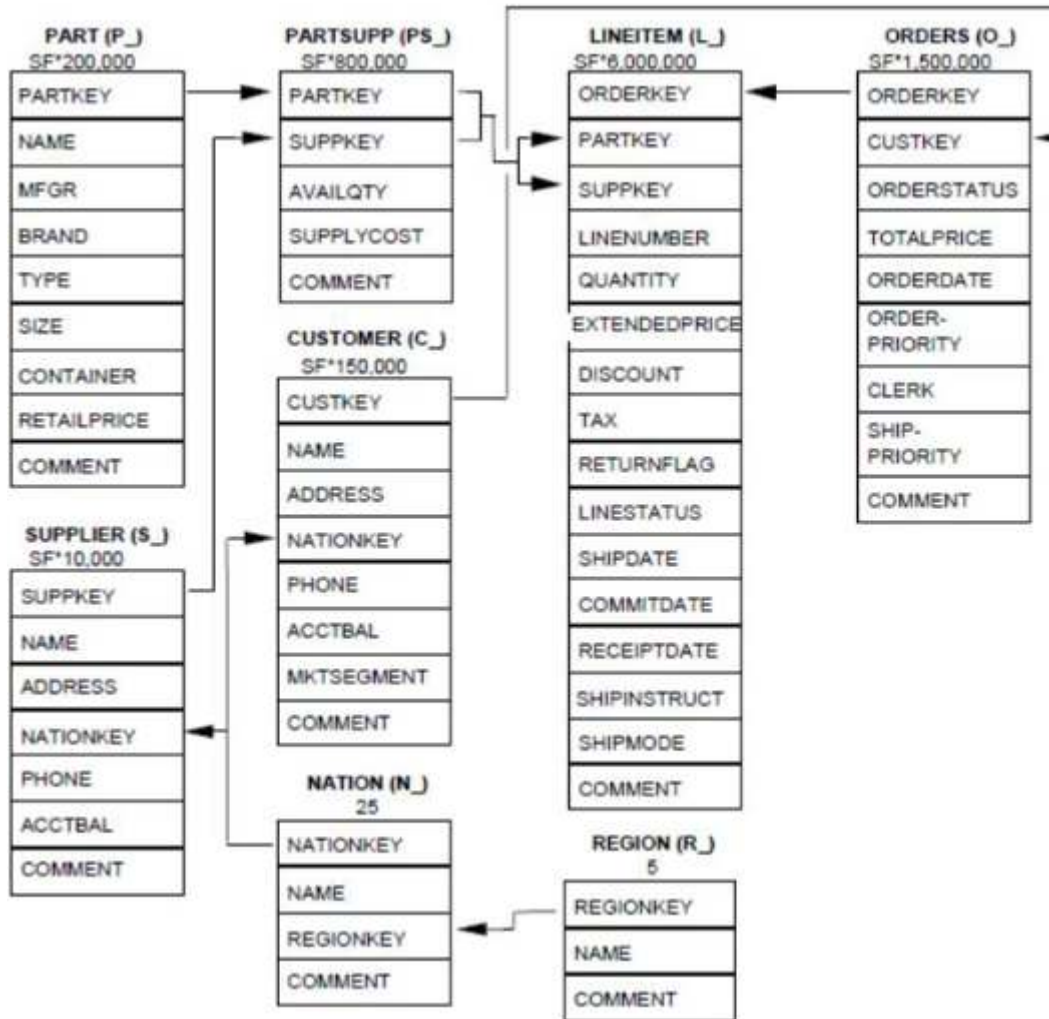 PART (P_)
SF*200,000
PARTKEY
NAME
MFGR
BRAND
TYPE
SIZE
CONTAINER
RETAILPRICE
COMMENT
SUPPLIER (S_)
SF*10,000
SUPPKEY
NAME
ADDRESS
NATIONKEY
PHONE
ACCTBAL
COMMENT
PARTSUPP (PS_)
SF*800,000
PARTKEY
SUPPKEY
AVAILQTY
SUPPLYCOST
COMMENT
CUSTOMER (C_)
SF*150,000
CUSTKEY
NAME
ADDRESS
NATIONKEY
PHONE
ACCTBAL
MKTSEGMENT
COMMENT
NATION (N_)
25
NATIONKEY
NAME
REGIONKEY
COMMENT
LINEITEM (L_)
SF*6,000,000
ORDERKEY
PARTKEY
SUPPKEY
LINENUMBER
QUANTITY
EXTENDEDPRICE
DISCOUNT
TAX
RETURNFLAG
LINESTATUS
SHIPDATE
COMMITDATE
RECEIPTDATE
SHIPINSTRUCT
SHIPMODE
COMMENT
REGION (R_)
5
REGIONKEY
NAME
COMMENT
ORDERS (O_)
SF*1,500,000
ORDERKEY
CUSTKEY
ORDERSTATUS
TOTALPRICE
ORDERDATE
ORDER-
PRIORITY
CLERK
SHIP-
PRIORITY
COMMENT